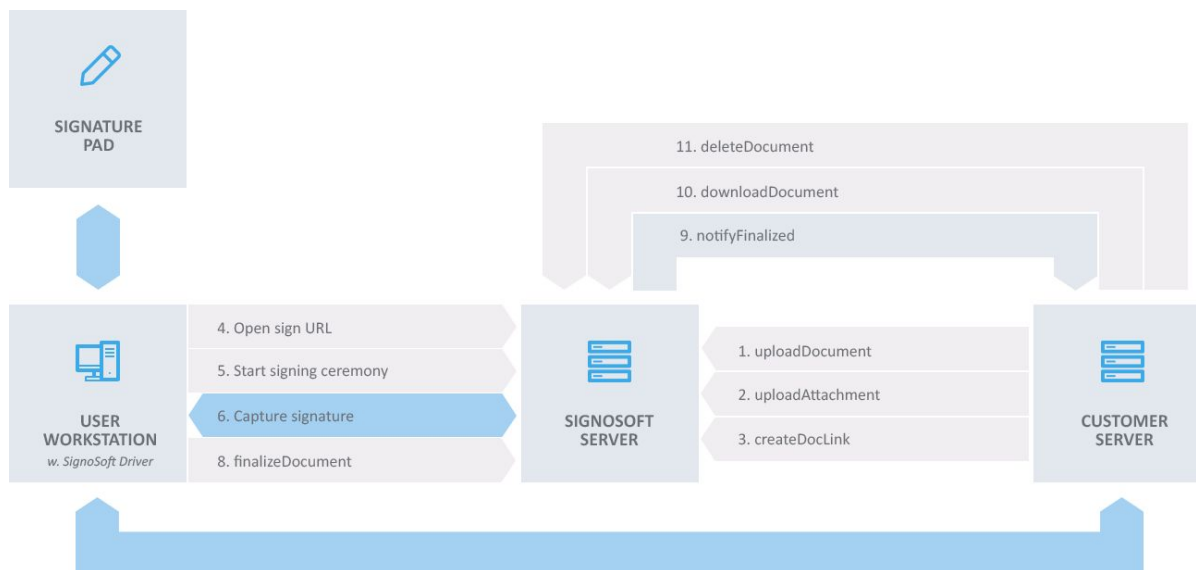 SIGNATURE
PAD
11. deleteDocument
10. downloadDocument
9. notifyFinalized
4. Open sign URL
5. Start signing ceremony
6. Capture signature
8. finalizeDocument
USER
WORKSTATION
w. SignoSoft Driver
SIGNOSOFT
SERVER
1. uploadDocument
2. uploadAttachment
3. createDocLink
CUSTOMER
SERVER